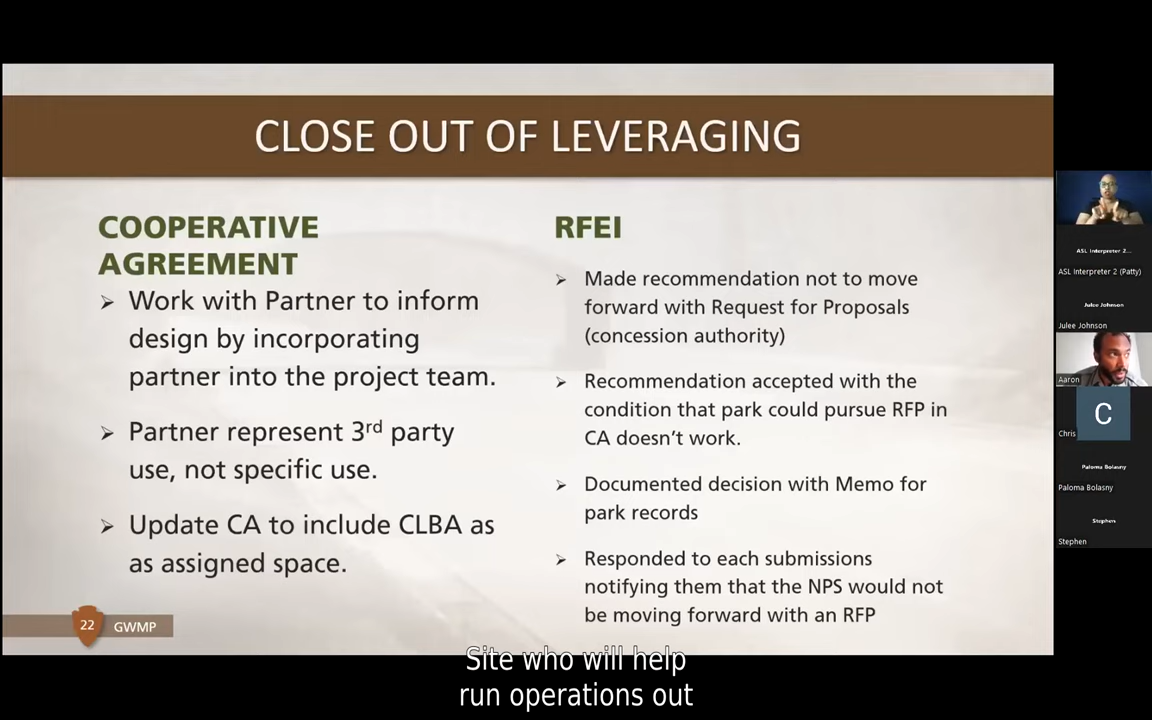 CLOSE OUT OF LEVERAGING
COOPERATIVE
AGREEMENT
➢ Work with Partner to inform
design by incorporating
partner into the project team.
➢ Partner represent 3rd party
use, not specific use.
➢ Update CA to include CLBA as
as assigned space.
RFEI
➢ Made recommendation not to move
forward with Request for Proposals
(concession authority)
➢ Recommendation accepted with the
condition that park could pursue RFP in
CA doesn’t work.
➢ Documented decision with Memo for
park records
➢ Responded to each submissions
notifying them that the NPS would not
be moving forward with an RFP
22 GWMP
Site who will help
run operations out
ASL Interpreter 2...
ASL Interpreter 2 (Patty)
Julee Johnson
Julee Johnson
Aaron
C
Chris
Paloma Bolasny
Paloma Bolasny
Stephen
Stephen